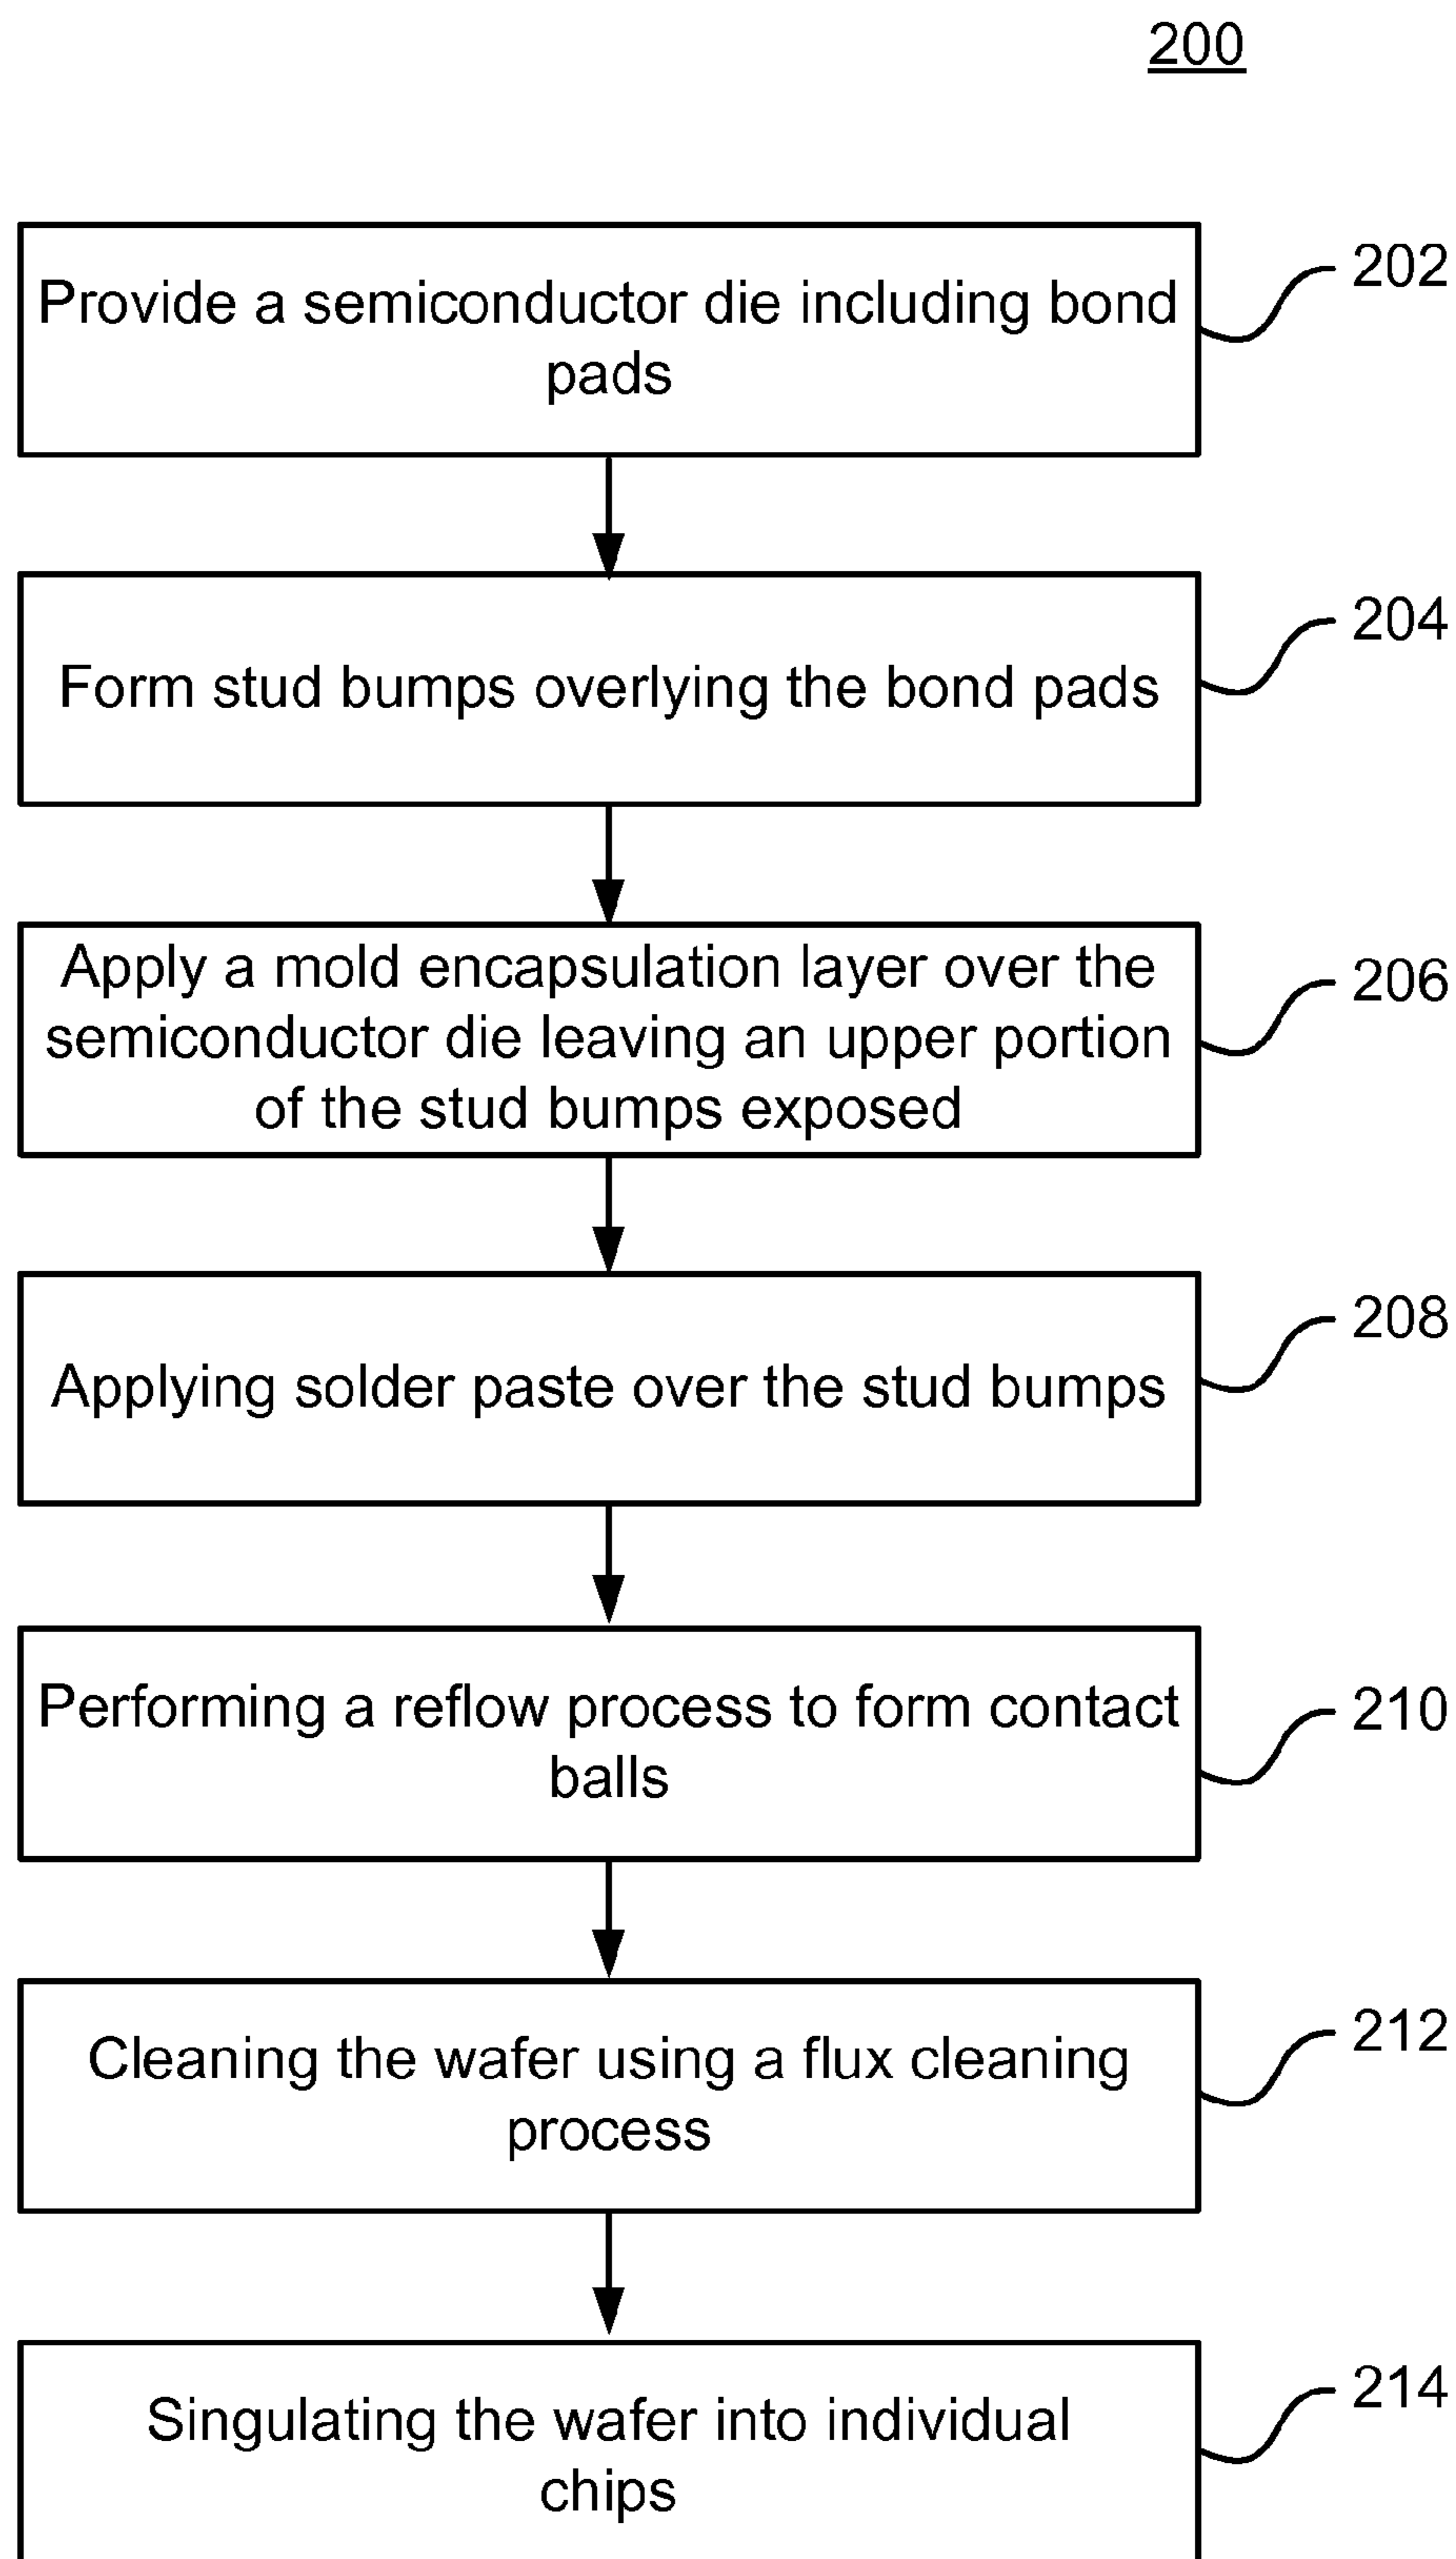 200
Provide a semiconductor die including bond
pads
202
Form stud bumps overlying the bond pads
204
Apply a mold encapsulation layer over the
semiconductor die leaving an upper portion
of the stud bumps exposed
206
Applying solder paste over the stud bumps
208
Performing a reflow process to form contact
balls
210
Cleaning the wafer using a flux cleaning
process
212
Singulating the wafer into individual
chips
214